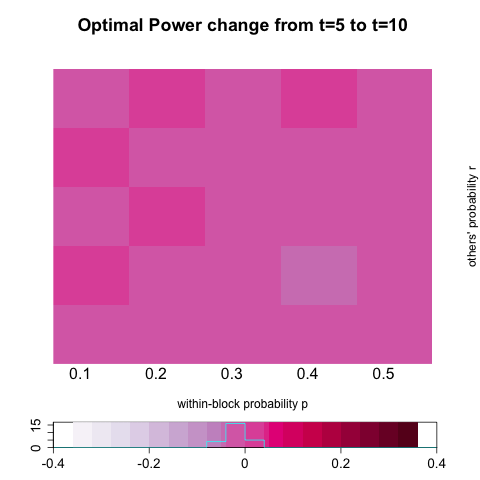 Optimal Power change from t=5 to t=10
others' probability r
0.1 0.2 0.3 0.4 0.5
within-block probability p
0 15
-0.4 -0.2 0 0.2 0.4